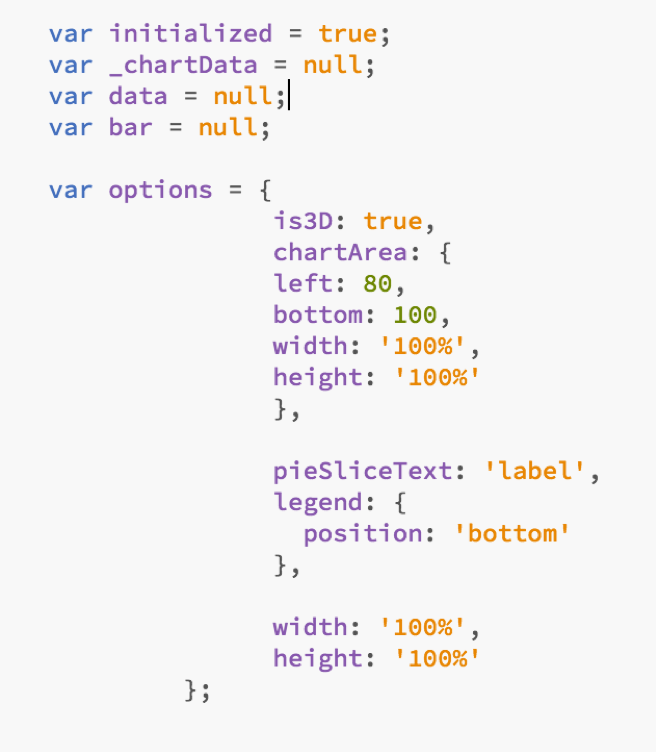 var initialized = true;
var _chartData = null;
var data = null;
var bar = null;
var options = {
is3D: true,
chartArea: {
left: 80,
bottom: 100,
width: '100%',
height: '100%'
},
pieSliceText: 'label',
legend: {
position: 'bottom'
},
width: '100%',
height: '100%'
};